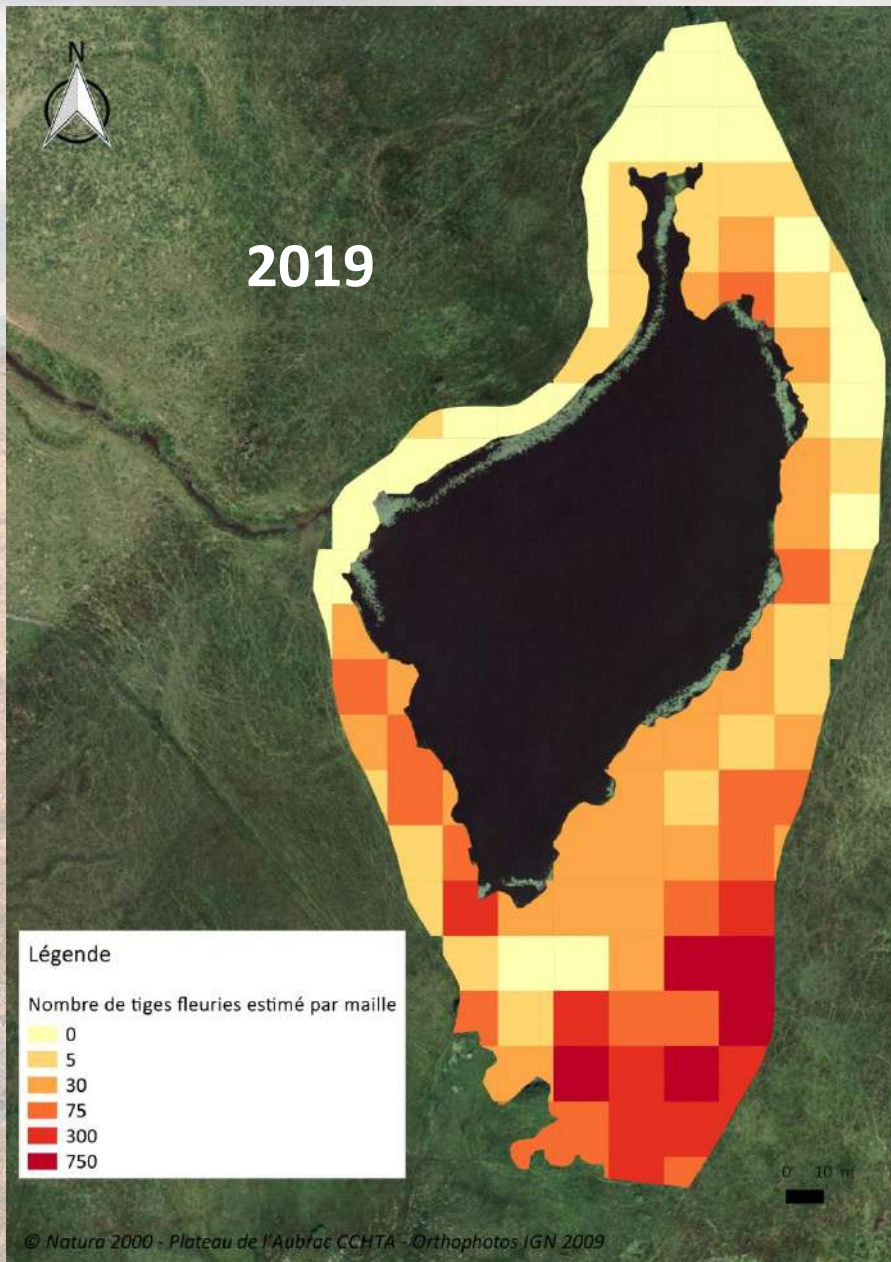 N
2019
Légende
Nombre de tiges fleuries estimé par maille
0
5
30
75
300
750
0 10 m
© Natura 2000 - Plateau de l'Aubrac CCHTA - Orthophotos IGN 2009